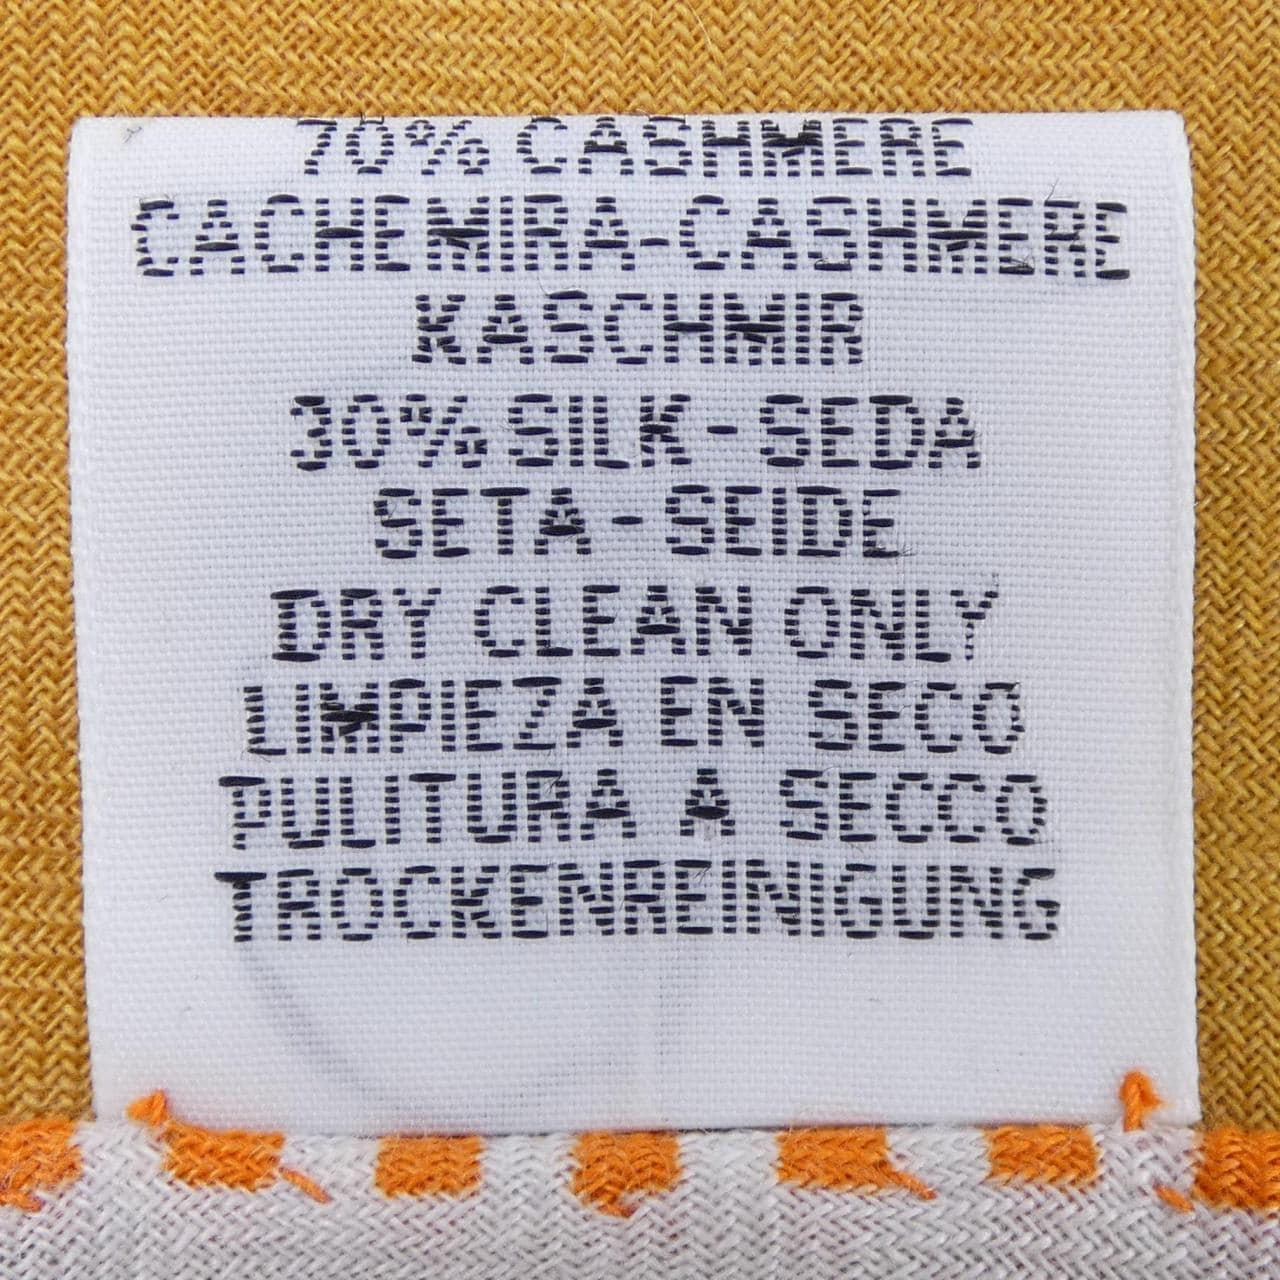 70% CASHMERE
CACHEMIRA-CASHMERE
KASCHMIR
30% SILK - SEDA
SETA - SEIDE
DRY CLEAN ONLY
LIMPIEZA EN SECO
PULITURA A SECCO
TROCKENREINIGUNG